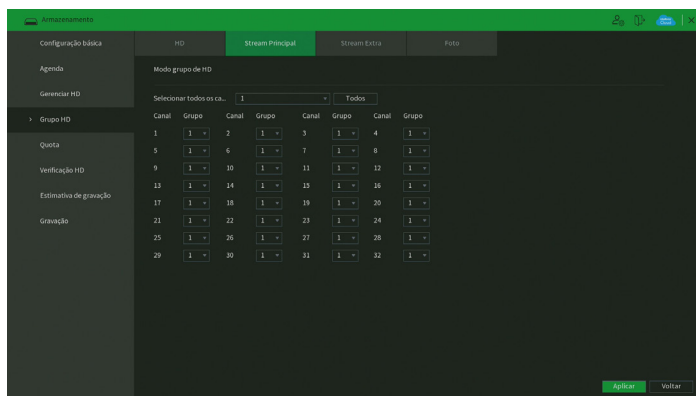 Armazenamento
Configuração básica
Agenda
Gerenciar HD
> Grupo HD
Quota
Verificação HD
Estimativa de gravação
Gravação
HD Stream Principal Stream Extra Foto
Modo grupo de HD
Selecionar todos os ca... 1 Todos
Canal Grupo Canal Grupo Canal Grupo Canal Grupo
1 1 2 1 3 1 4 1
5 1 6 1 7 1 8 1
9 1 10 1 11 1 12 1
13 1 14 1 15 1 16 1
17 1 18 1 19 1 20 1
21 1 22 1 23 1 24 1
25 1 26 1 27 1 28 1
29 1 30 1 31 1 32 1
Aplicar Voltar